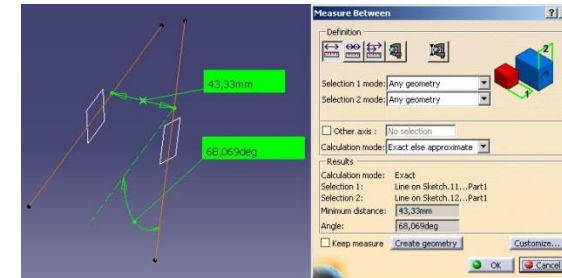 43,33mm
68,069deg
Measure Between
Definition
Selection 1 mode: Any geometry
Selection 2 mode: Any geometry
Other axis : No selection
Calculation mode: Exact else approximate
Results
Calculation mode: Exact
Selection 1: Line on Sketch.11...Part1
Selection 2: Line on Sketch.12...Part1
Minimum distance: 43,33mm
Angle: 68,069deg
Keep measure Create geometry Customize...
OK Cancel
1
2